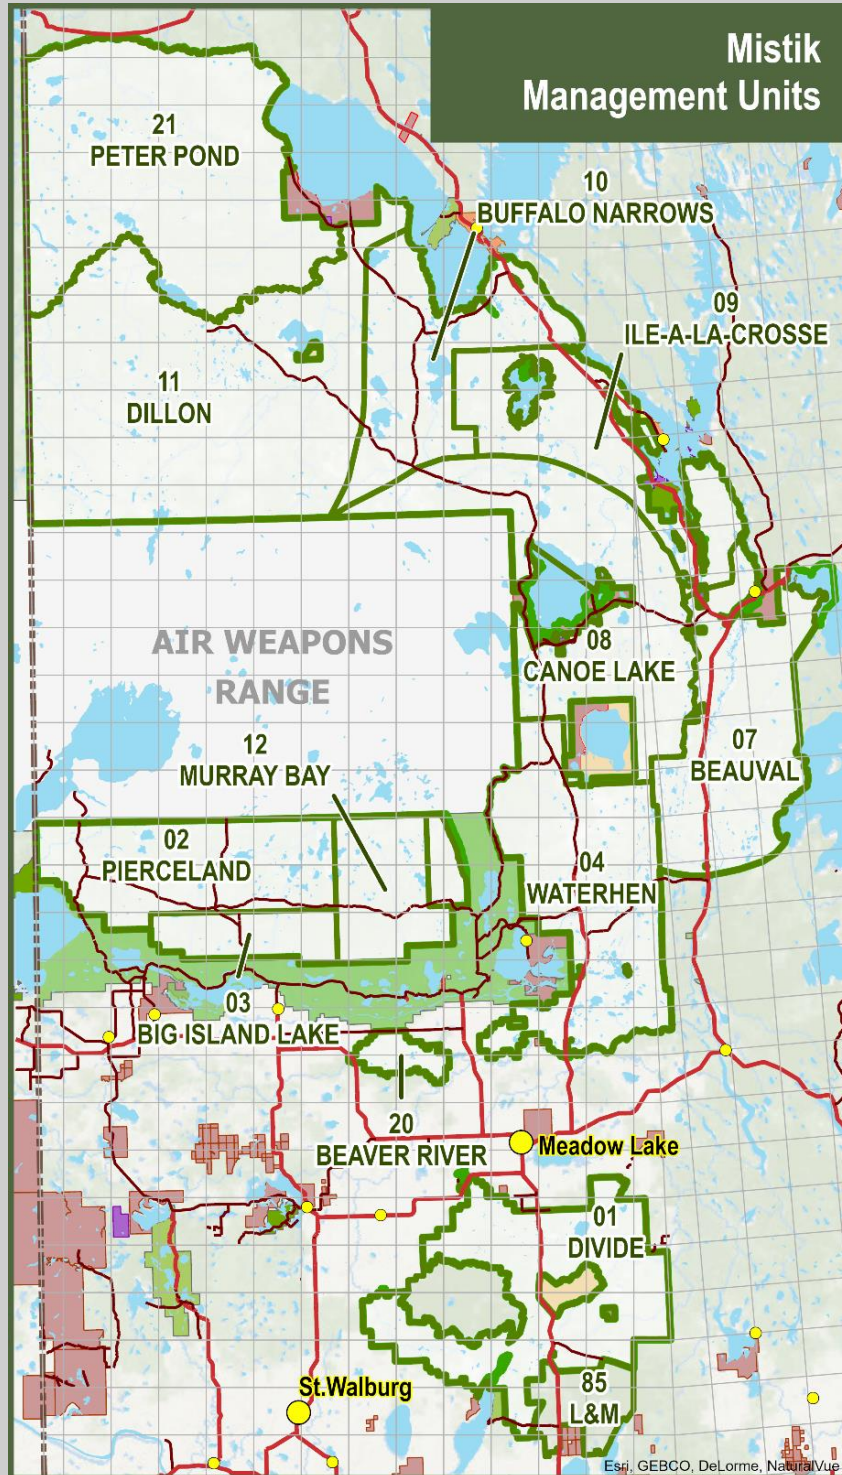 Mistik
Management Units
21
PETER POND
10
BUFFALO NARROWS
09
ILE-A-LA-CROSSE
11
DILLON
AIR WEAPONS
RANGE
08
CANOE LAKE
12
MURRAY BAY
07
BEAUVAL
02
PIERCELAND
04
WATERHEN
03
BIG ISLAND LAKE
20
BEAVER RIVER
Meadow Lake
01
DIVIDE
St.Walburg
85
L&M
Esri, GEBCO, DeLorme, NaturalVue